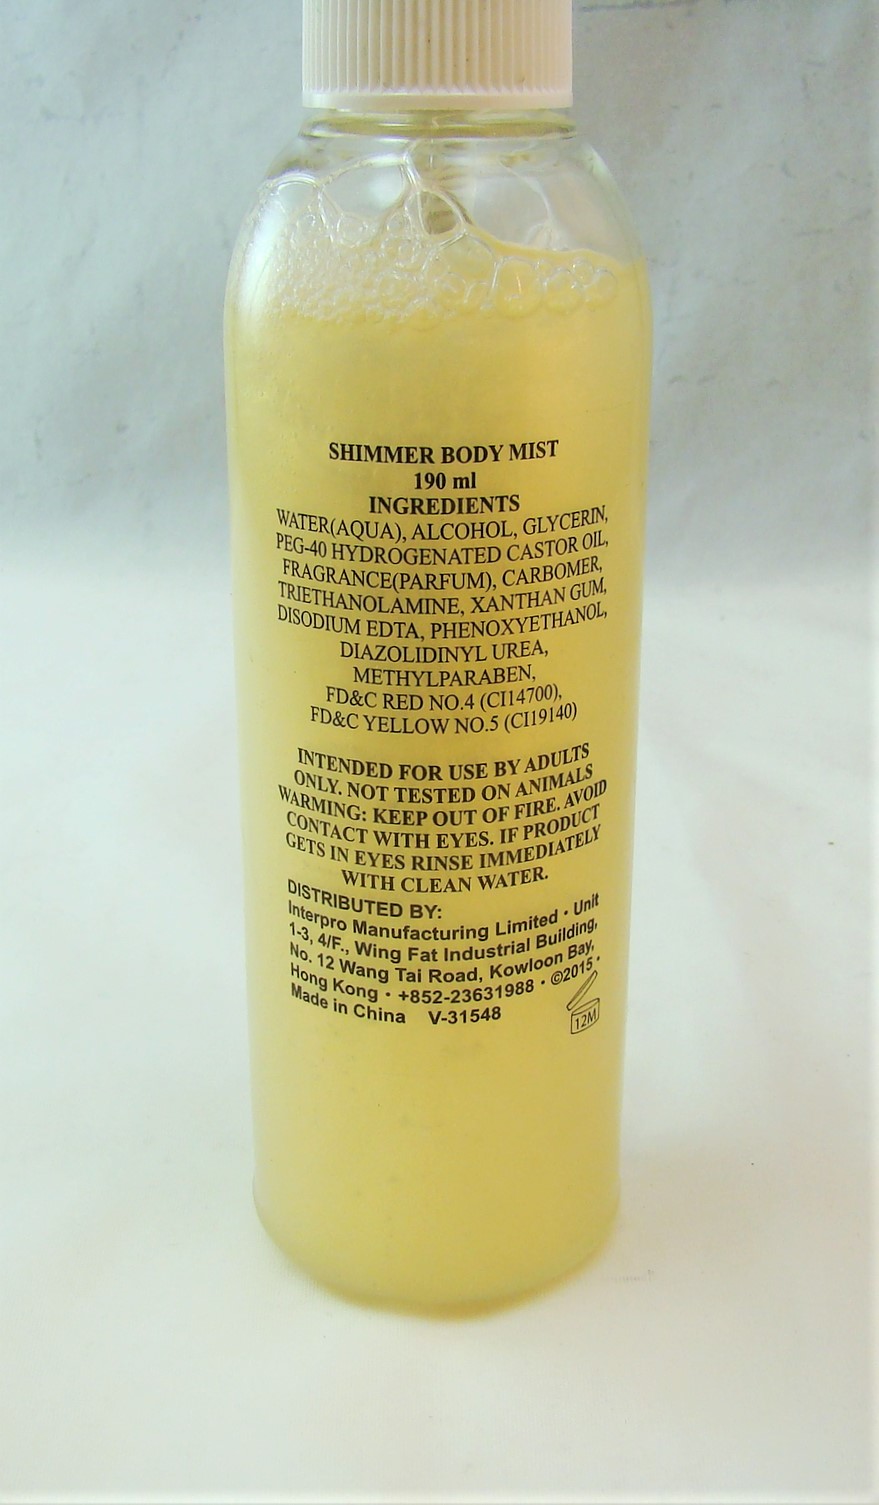 SHIMMER BODY MIST
190 ml
INGREDIENTS
WATER(AQUA), ALCOHOL, GLYCERIN,
PEG-40 HYDROGENATED CASTOR OIL,
FRAGRANCE(PARFUM), CARBOMER,
TRIETHANOLAMINE, XANTHAN GUM,
DISODIUM EDTA, PHENOXYETHANOL,
DIAZOLIDINYL UREA,
METHYLPARABEN,
FD&C RED NO.4 (CI14700),
FD&C YELLOW NO.5 (CI19140)
INTENDED FOR USE BY ADULTS
ONLY. NOT TESTED ON ANIMALS
WARMING: KEEP OUT OF FIRE. AVOID
CONTACT WITH EYES. IF PRODUCT
GETS IN EYES RINSE IMMEDIATELY
WITH CLEAN WATER.
DISTRIBUTED BY:
Interpro Manufacturing Limited · Unit
1-3, 4/F., Wing Fat Industrial Building,
No. 12 Wang Tai Road, Kowloon Bay,
Hong Kong · +852-23631988 · ©2015 ·
Made in China V-31548
12M